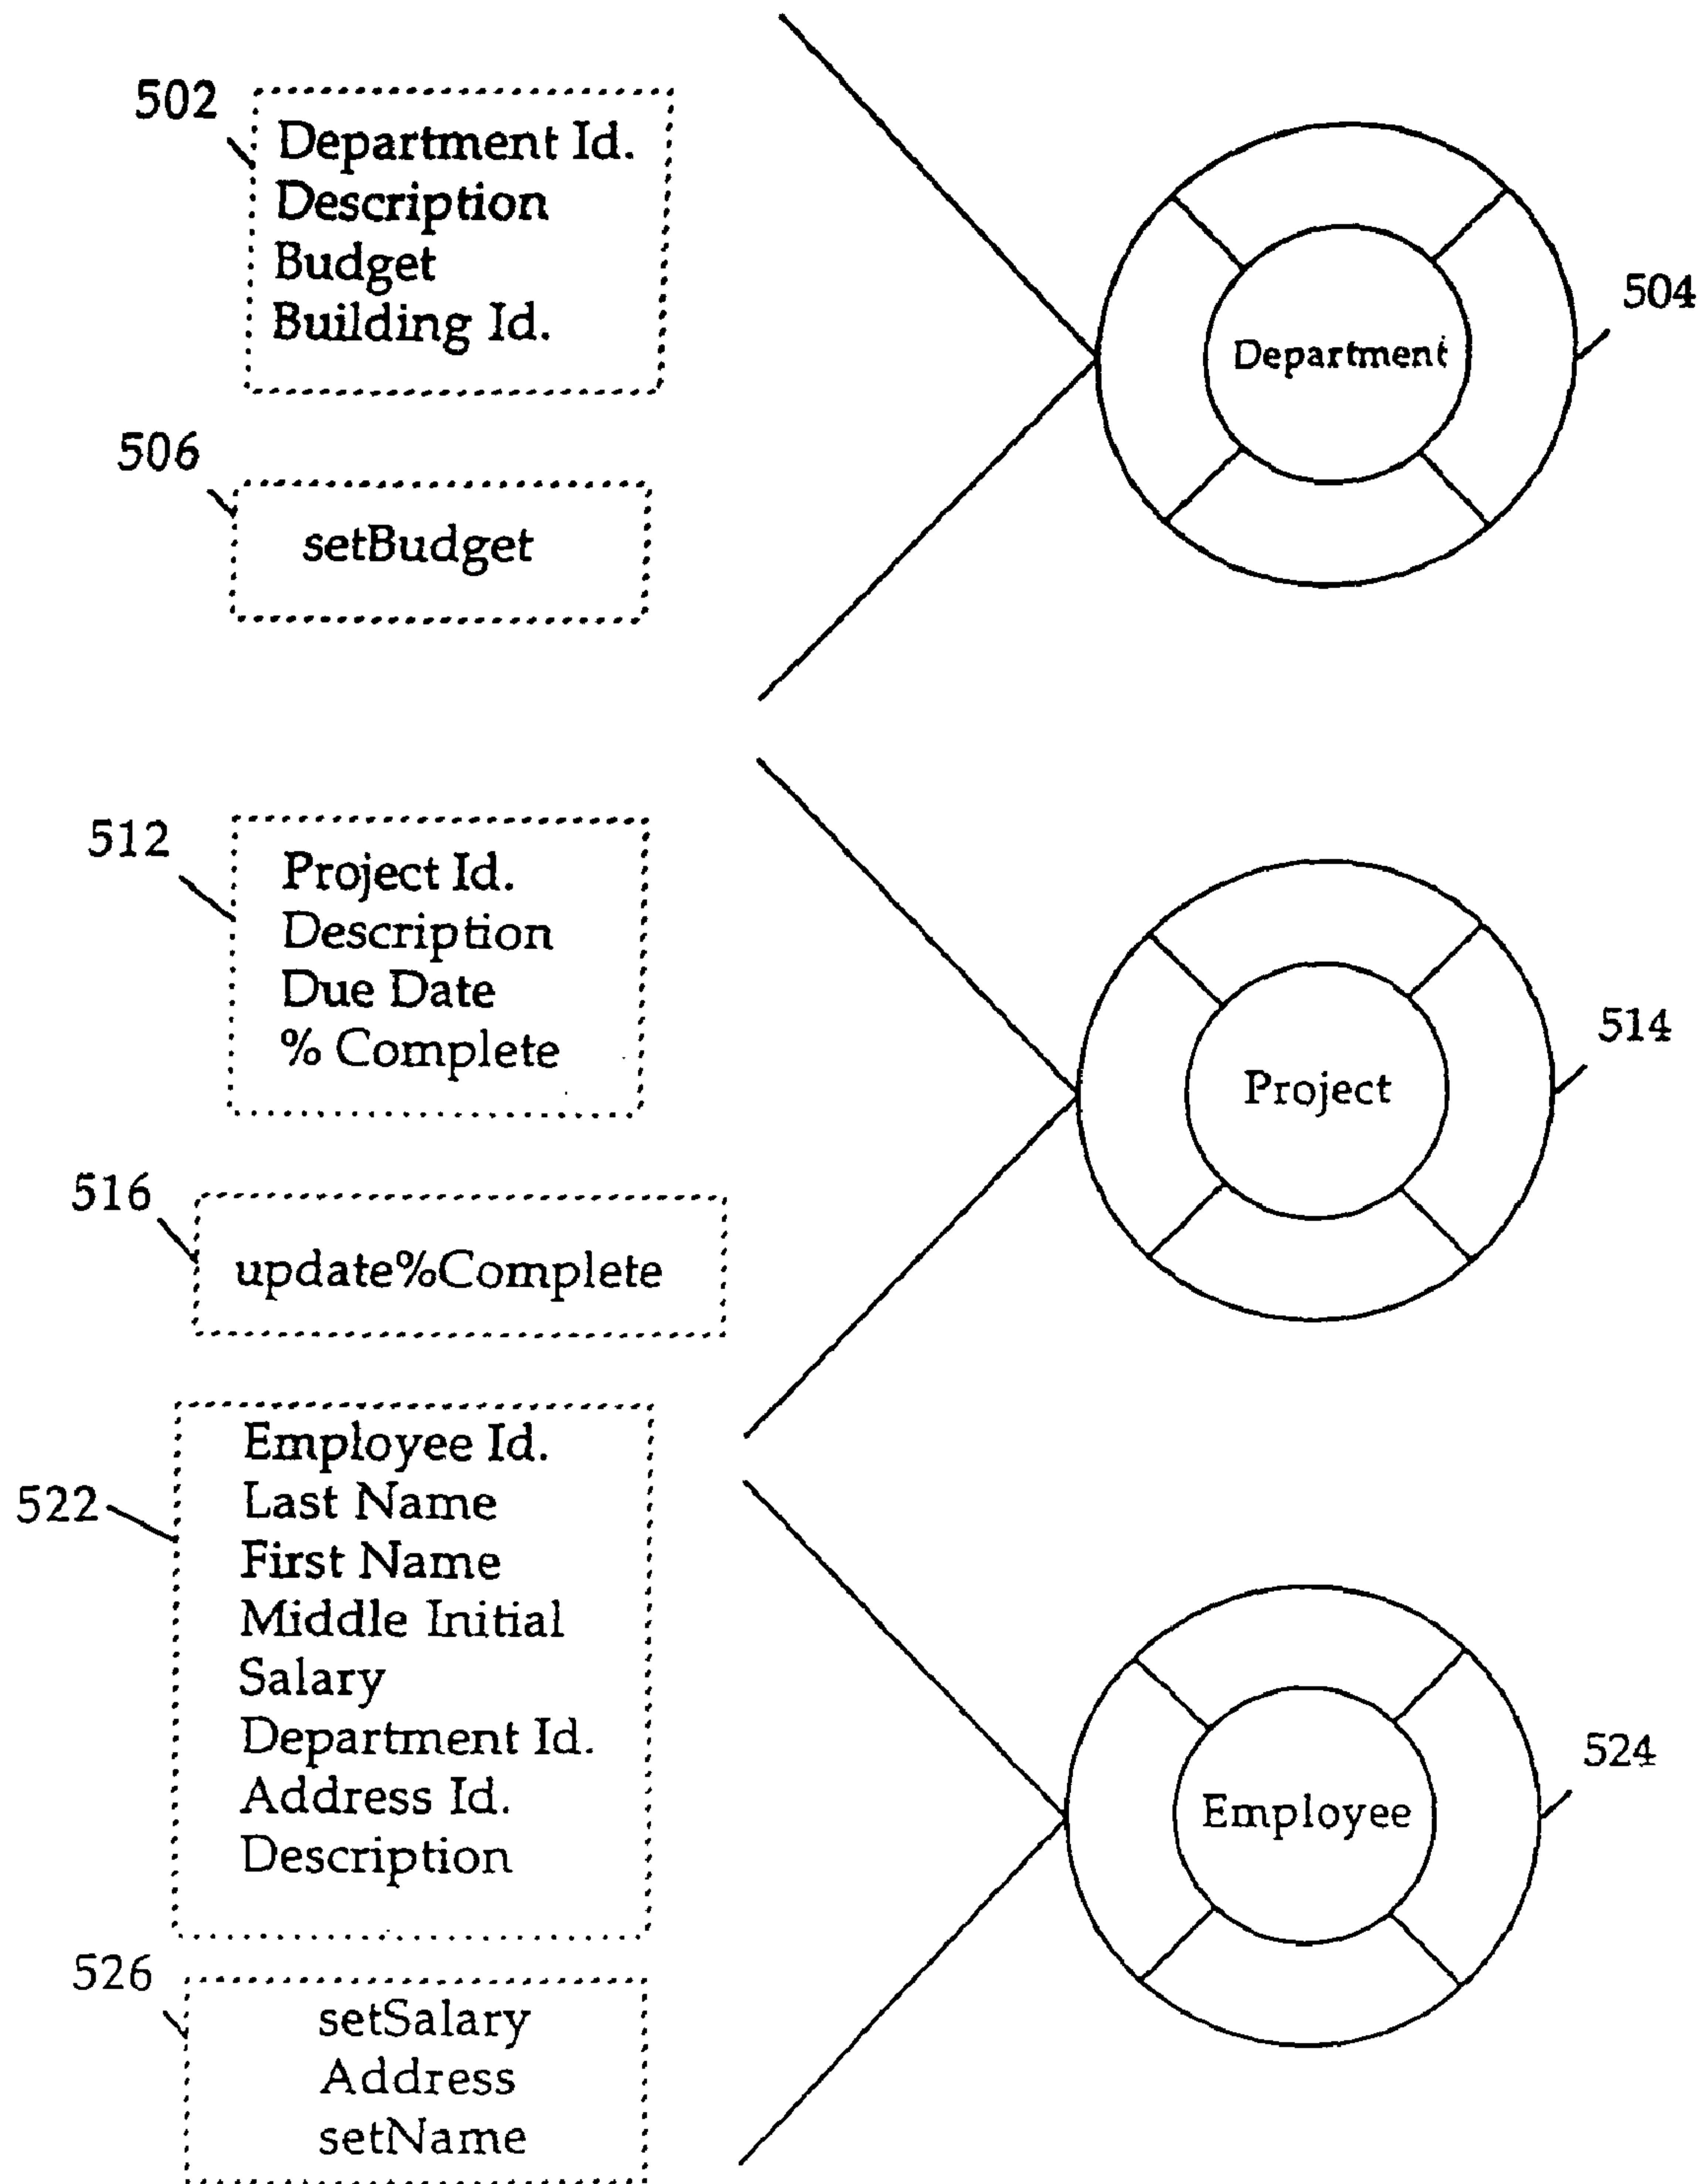 502
Department Id.
Description
Budget
Building Id.
504
Department
506
setBudget
512
Project Id.
Description
Due Date
% Complete
514
Project
516
update%Complete
522
Employee Id.
Last Name
First Name
Middle Initial
Salary
Department Id.
Address Id.
Description
524
Employee
526
setSalary
Address
setName